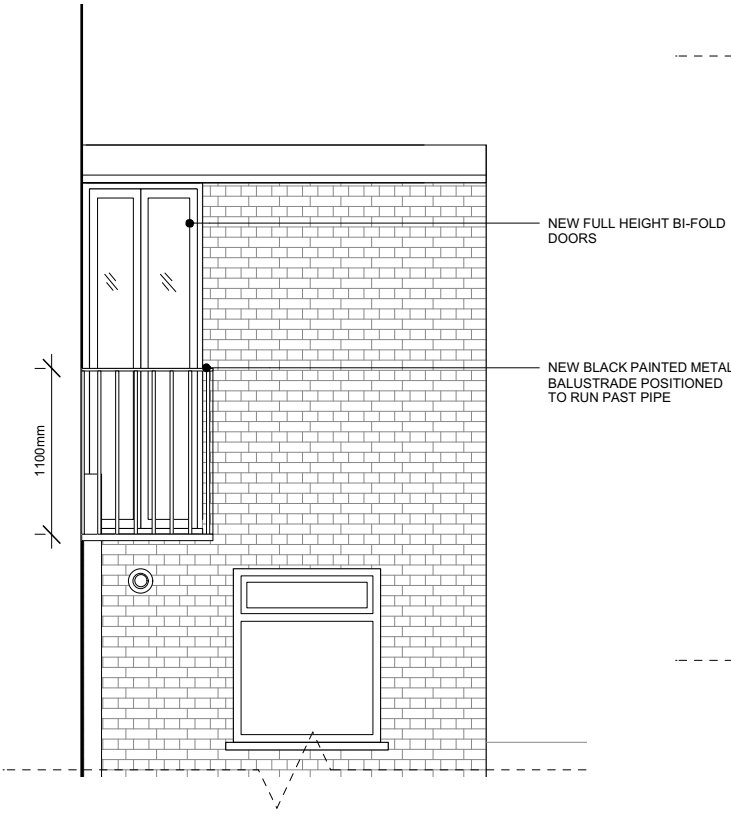 NEW FULL HEIGHT BI-FOLD
DOORS
NEW BLACK PAINTED METAL
BALUSTRADE POSITIONED
TO RUN PAST PIPE
1100mm